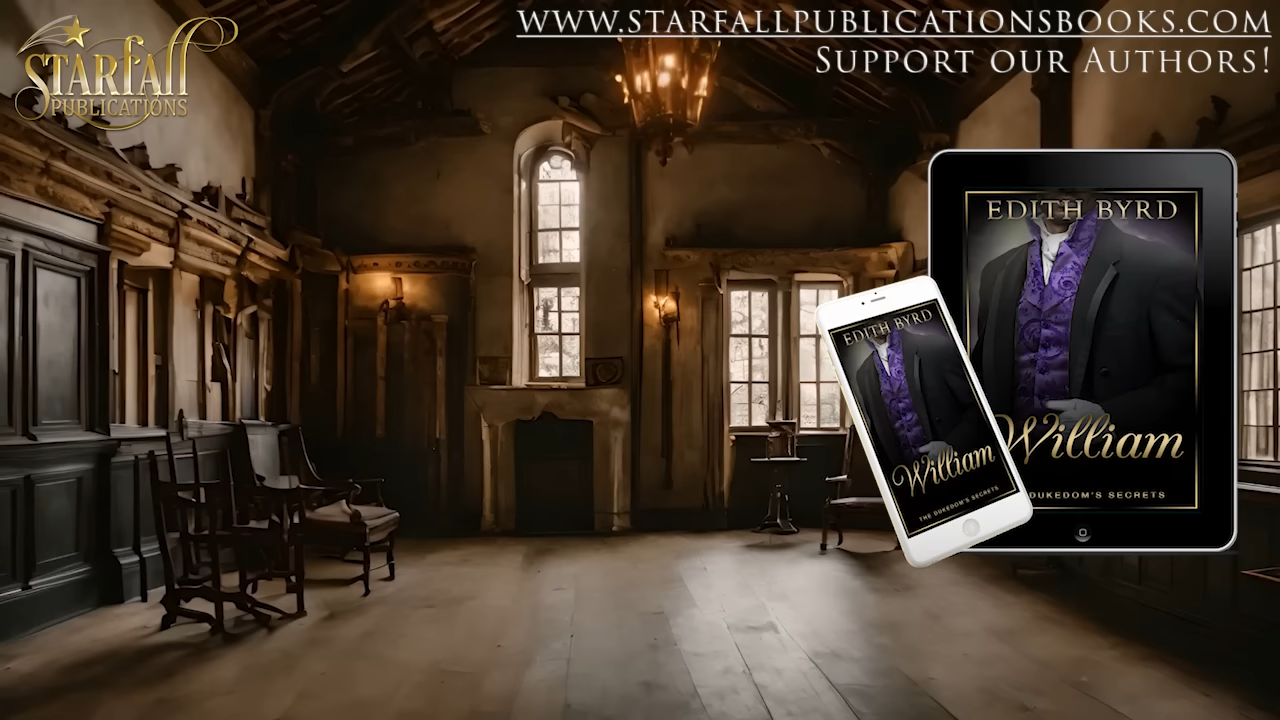 STARfall
PUBLICATIONS
WWW.STARFALLPUBLICATIONSBOOKS.COM
SUPPORT OUR AUTHORS!
EDITH BYRD
William
DUKEDOM'S SECRETS
EDITH BYRD
William
THE DUKEDOM'S SECRETS